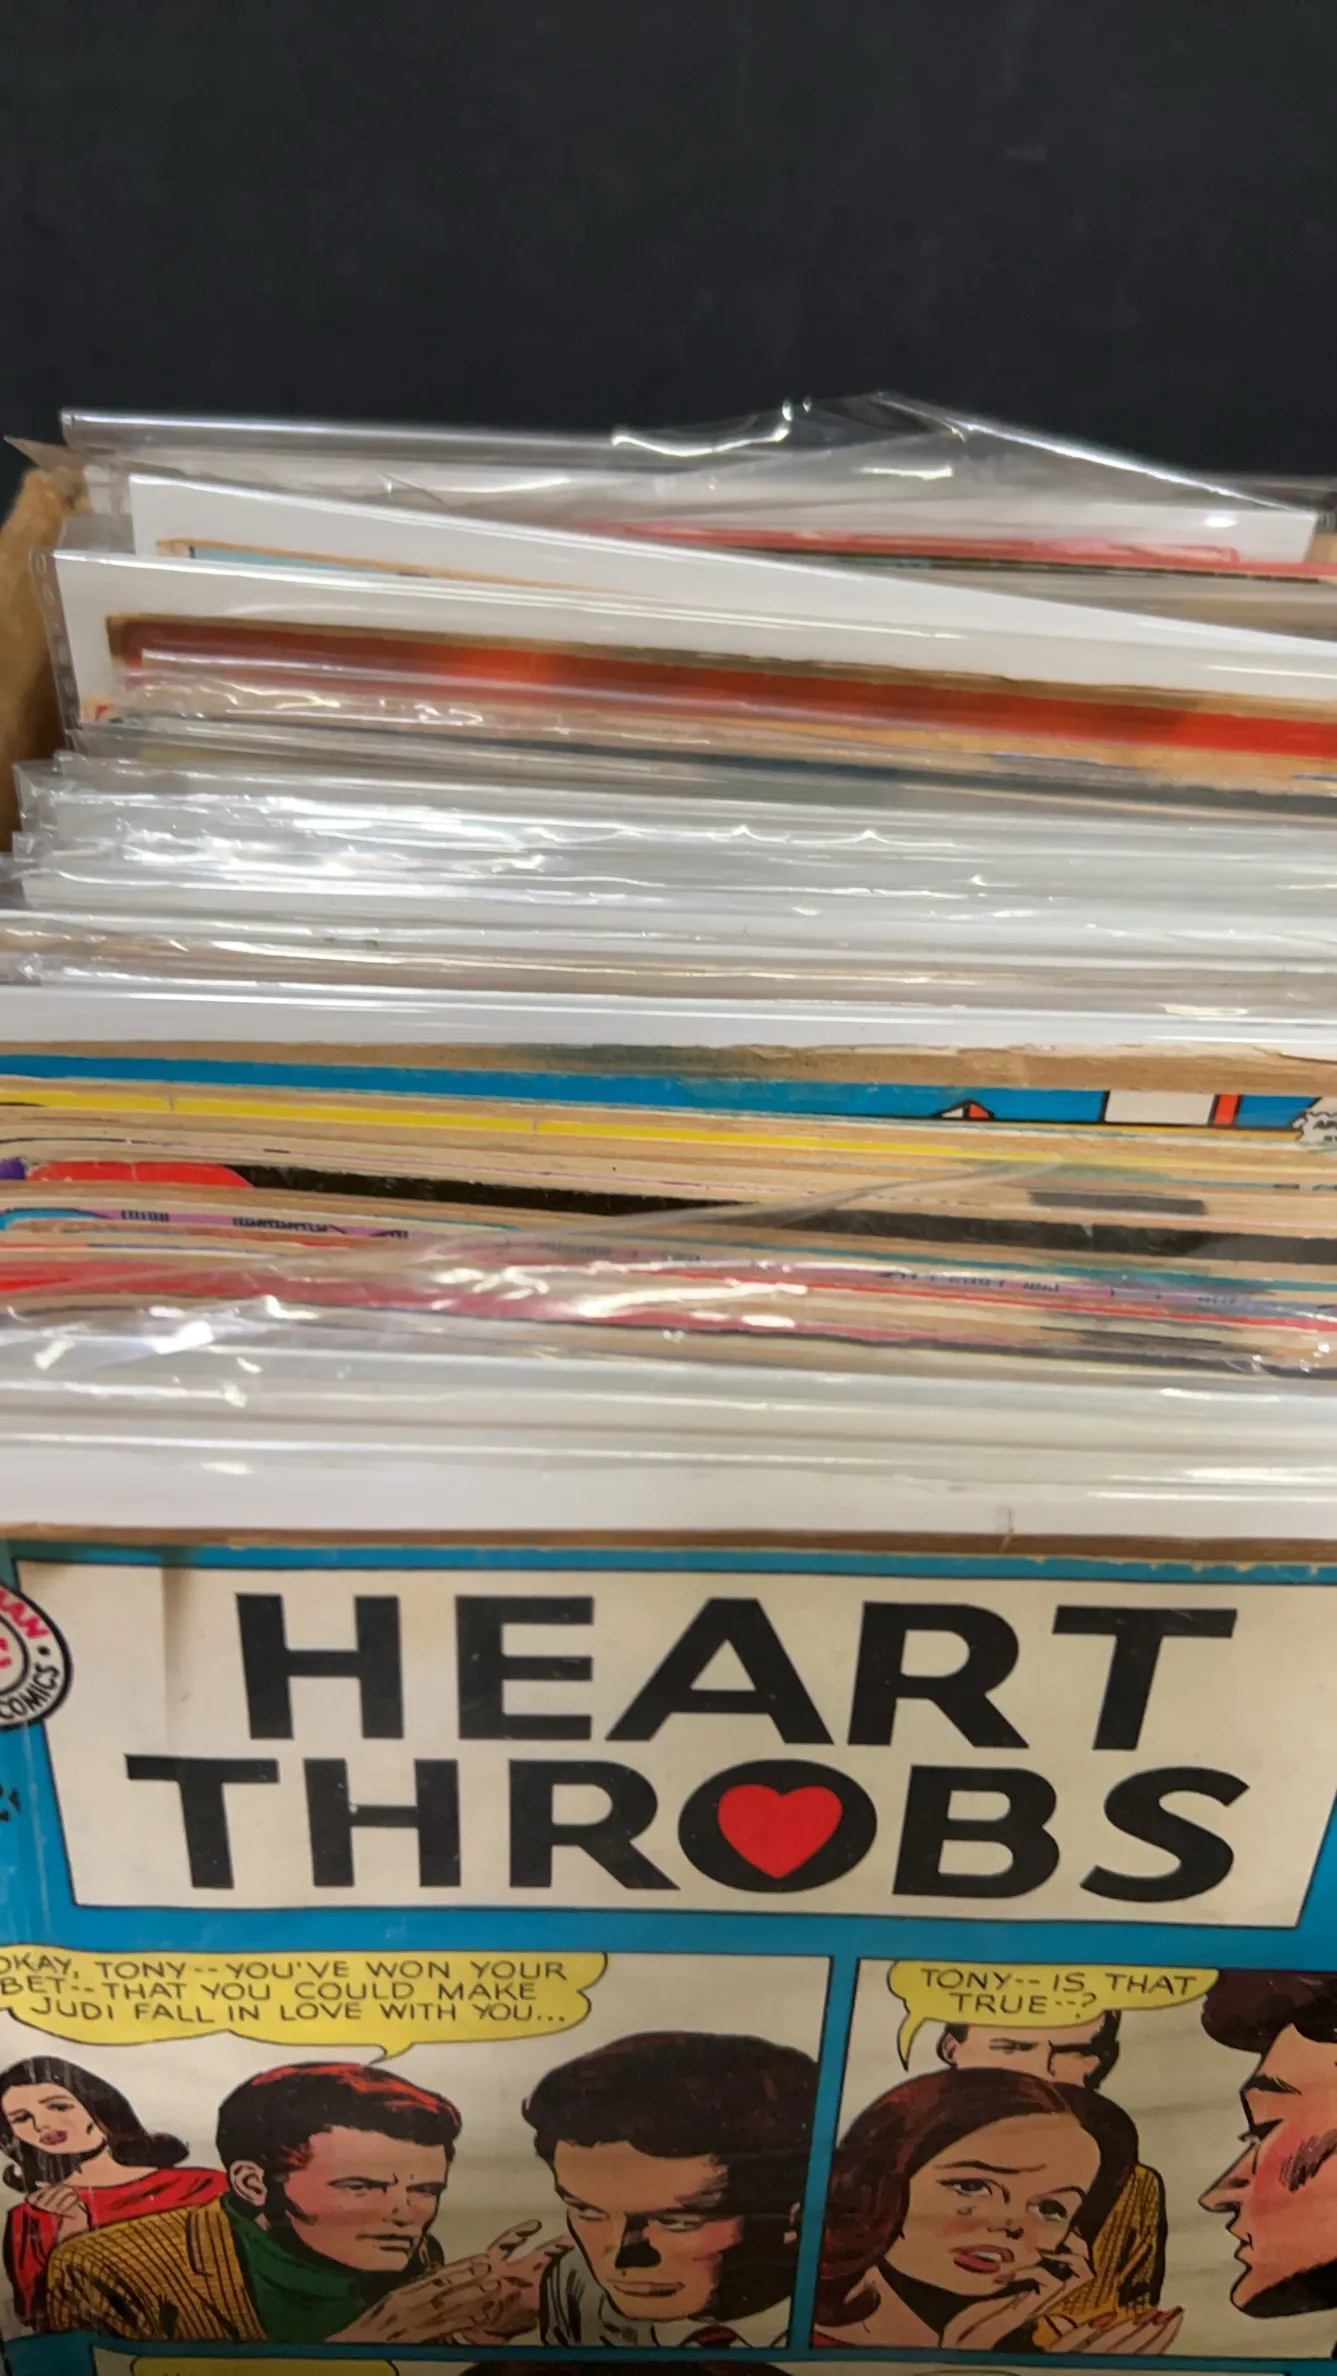 HEART
THROBS
COMICS
OKAY, TONY--YOU'VE WON YOUR
BET--THAT YOU COULD MAKE
JUDI FALL IN LOVE WITH YOU...
TONY--IS THAT
TRUE--?